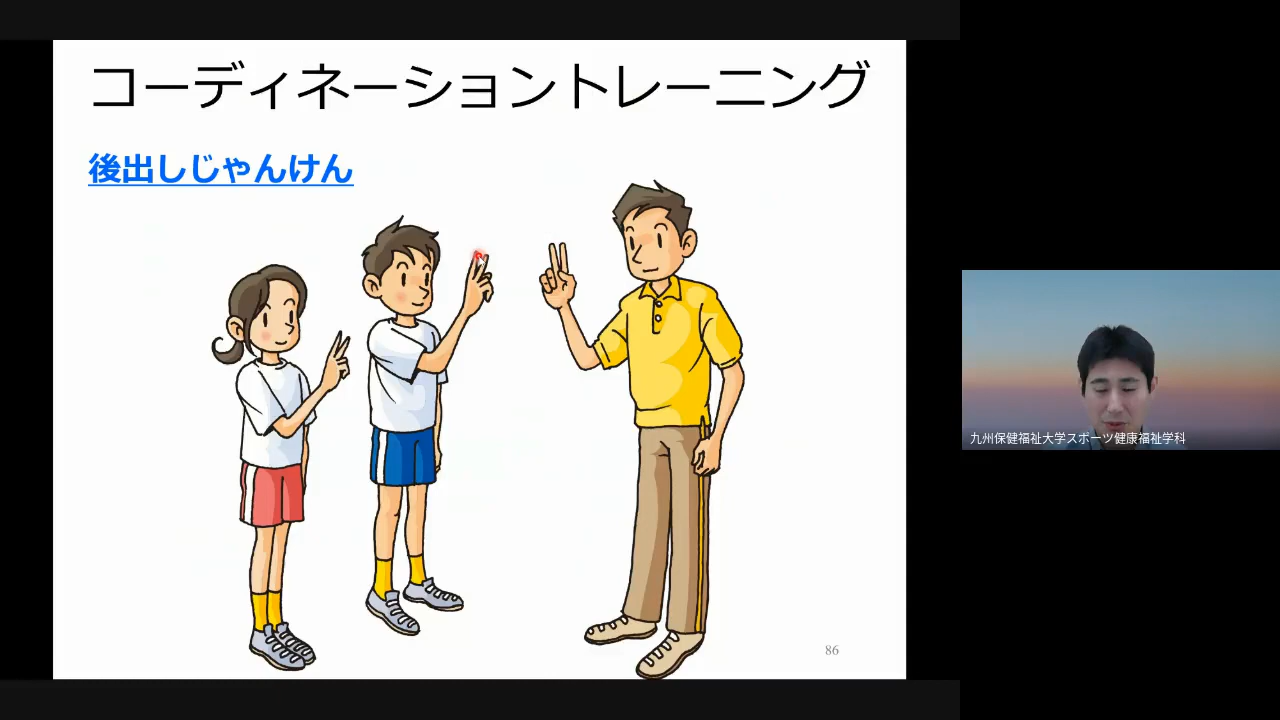 コーディネーショントレーニング
後出しじゃんけん
86
九州保健福祉大学スポーツ健康福祉学科